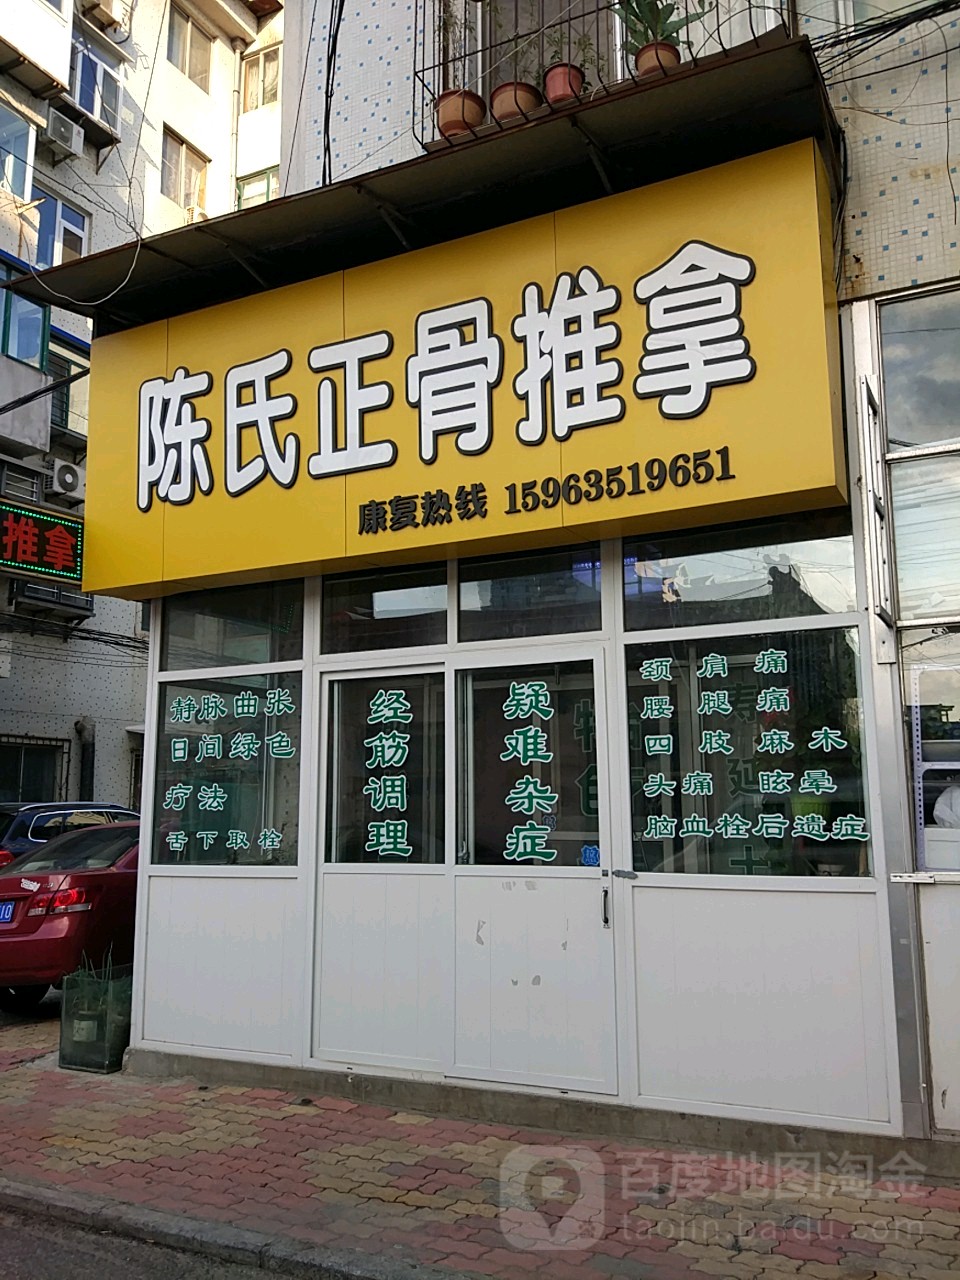 陈氏正骨推拿
康复热线 15963519651
推拿
静脉曲张
日间绿色
疗法
舌下取栓
经筋调理
疑难杂症
颈 肩 痛
腰 腿 痛
四 肢 麻 木
头痛 眩晕
脑血栓后遗症
百度地图淘金
taojin.baidu.com